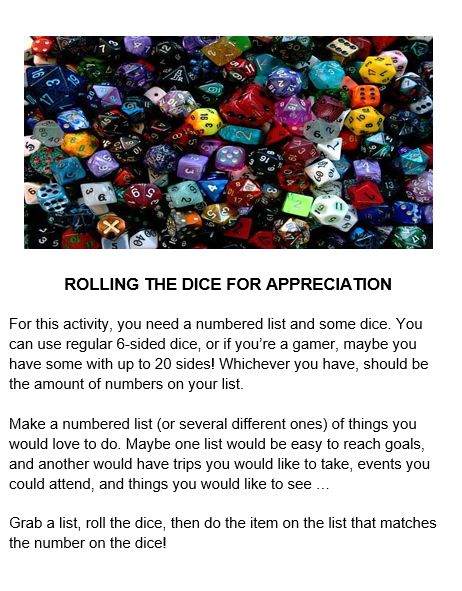 ROLLING THE DICE FOR APPRECIATION
For this activity, you need a numbered list and some dice. You
can use regular 6-sided dice, or if you’re a gamer, maybe you
have some with up to 20 sides! Whichever you have, should be
the amount of numbers on your list.
Make a numbered list (or several different ones) of things you
would love to do. Maybe one list would be easy to reach goals,
and another would have trips you would like to take, events you
could attend, and things you would like to see …
Grab a list, roll the dice, then do the item on the list that matches
the number on the dice!